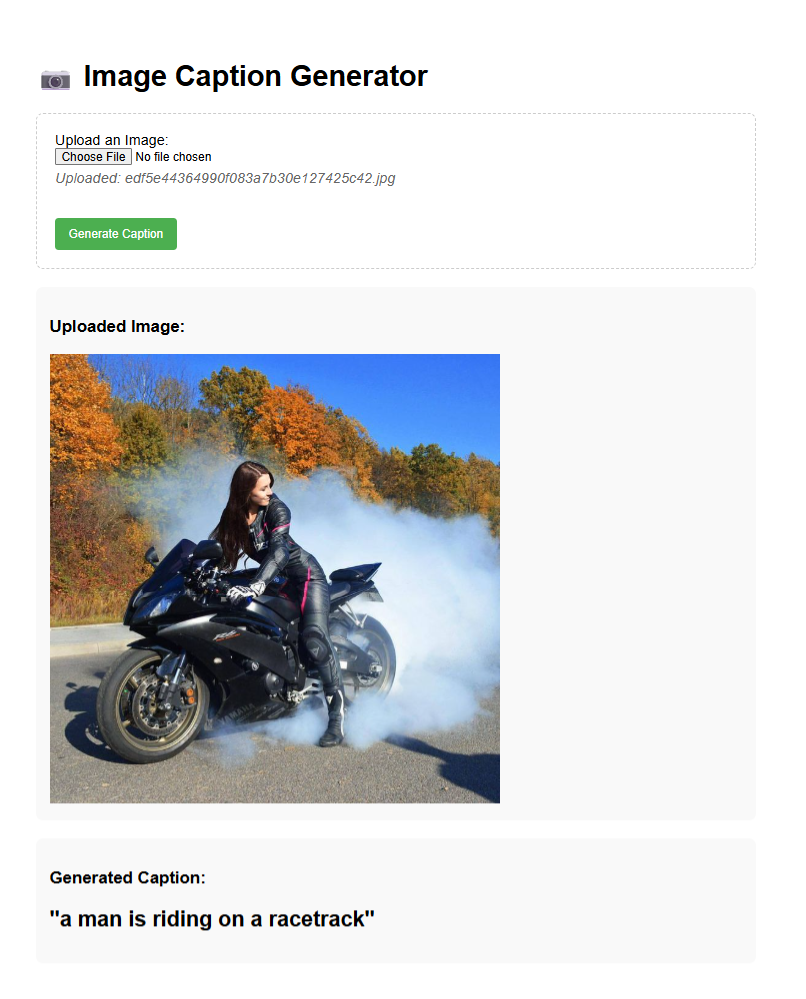 Image Caption Generator
Upload an Image:
Choose File No file chosen
Uploaded: edf5e44364990f083a7b30e127425c42.jpg
Generate Caption
Uploaded Image:
YAMAHA
Generated Caption:
"a man is riding on a racetrack"